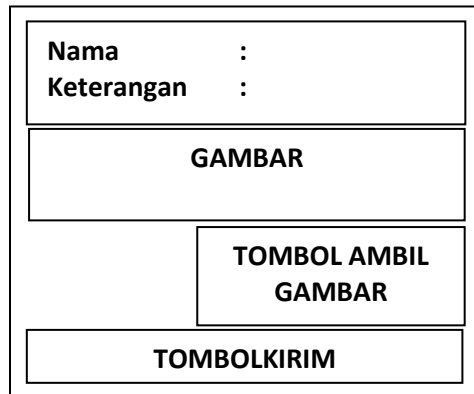 Nama :
Keterangan :
GAMBAR
TOMBOL AMBIL
GAMBAR
TOMBOLKIRIM